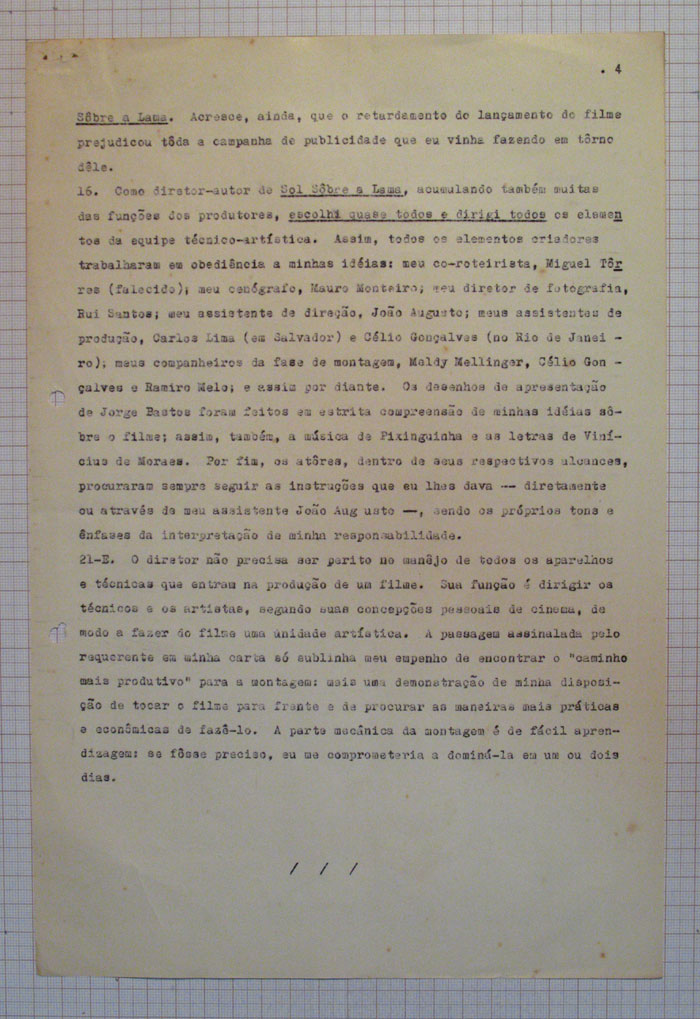 . 4
Sôbre a Lama. Acresce, ainda, que o retardamento do lançamento do filme
prejudicou tôda a campanha de publicidade que eu vinha fazendo em tôrno
dêle.
16. Como diretor-autor de Sol Sôbre a Lama, acumulando também muitas
das funções dos produtores, escolhi quase todos e dirigi todos os elemen
tos da equipe técnico-artística. Assim, todos os elementos criadores
trabalharam em obediência a minhas idéias: meu co-roteirista, Miguel Tôr
res (falecido); meu cenógrafo, Mauro Monteiro; meu diretor de fotografia,
Rui Santos; meu assistente de direção, João Augusto; meus assistentes de
produção, Carlos Lima (em Salvador) e Célio Gonçalves (no Rio de Janei -
ro); meus companheiros da fase de montagem, Meldy Mellinger, Célio Gon -
çalves e Ramiro Melo; e assim por diante. Os desenhos de apresentação
de Jorge Bastos foram feitos em estrita compreensão de minhas idéias sô-
bre o filme; assim, também, a música de Pixinguinha e as letras de Viní-
cius de Moraes. Por fim, os atôres, dentro de seus respectivos alcances,
procuraram sempre seguir as instruções que eu lhes dava -- diretamente
ou através de meu assistente João Aug usto --, sendo os próprios tons e
ênfases da interpretação de minha responsabilidade.
21-E. O diretor não precisa ser perito no manêjo de todos os aparelhos
e técnicas que entram na produção de um filme. Sua função é dirigir os
técnicos e os artistas, segundo suas concepções pessoais de cinema, de
modo a fazer do filme uma unidade artística. A passagem assinalada pelo
requerente em minha carta só sublinha meu empenho de encontrar o "caminho
mais produtivo" para a montagem: mais uma demonstração de minha disposi-
ção de tocar o filme para frente e de procurar as maneiras mais práticas
e econômicas de fazê-lo. A parte mecânica da montagem é de fácil apren-
dizagem: se fôsse preciso, eu me comprometeria a dominá-la em um ou dois
dias.
/ / /